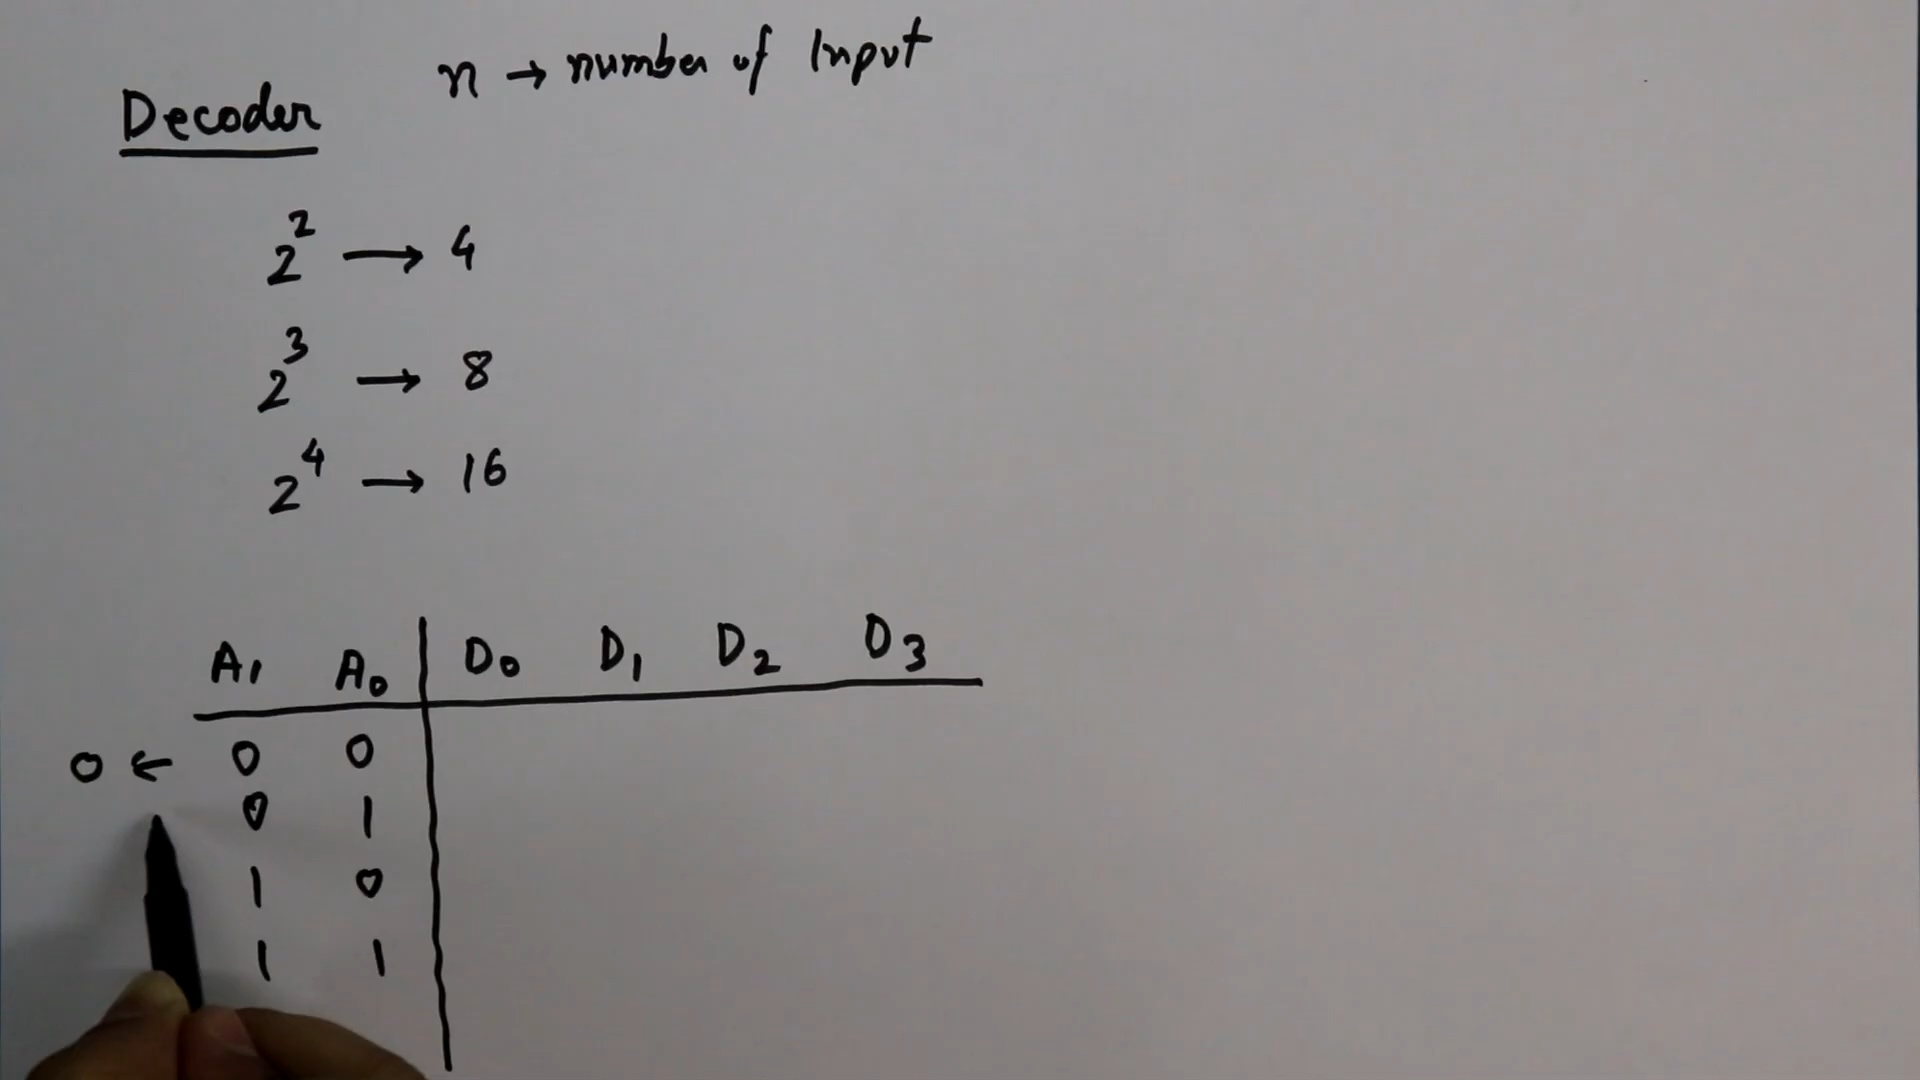 n → number of Input
Decoder
2² → 4
2³ → 8
2⁴ → 16
A₁ A₀ D₀ D₁ D₂ D₃
0 ← 0 0
0 1
1 0
1 1